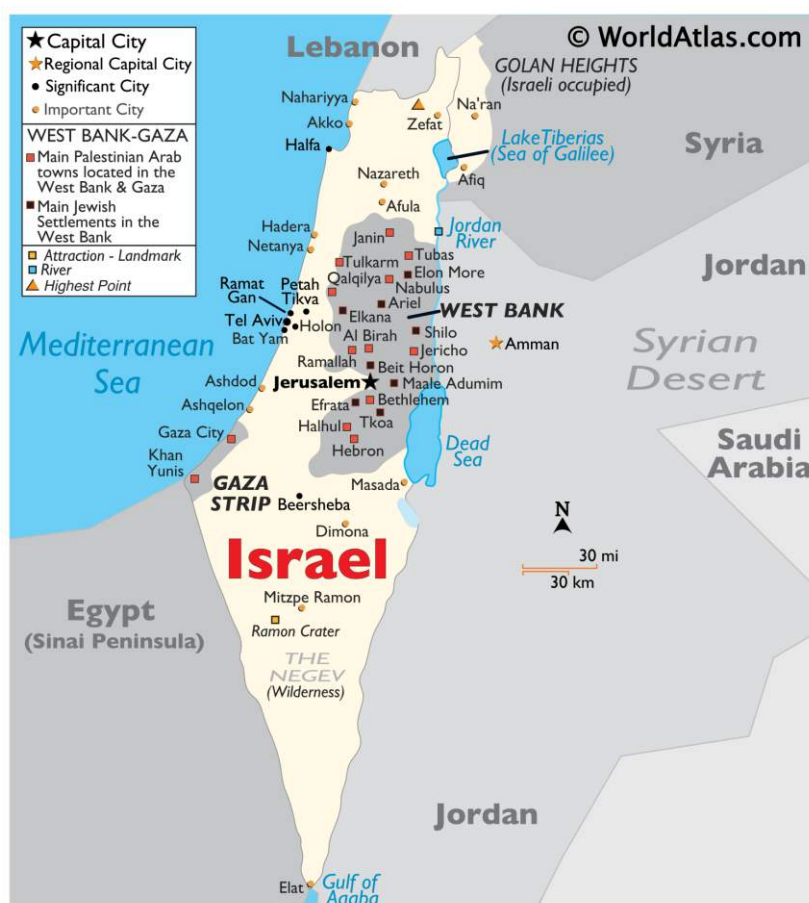 © WorldAtlas.com
Capital City
Regional Capital City
Significant City
Important City
WEST BANK-GAZA
Main Palestinian Arab
towns located in the
West Bank & Gaza
Main Jewish
Settlements in the
West Bank
Attraction - Landmark
River
Highest Point
Lebanon
GOLAN HEIGHTS
(Israeli occupied)
Nahariyya
Akko
Zefat
Na'ran
Halfa
Lake Tiberias
(Sea of Galilee)
Syria
Nazareth
Afiq
Afula
Hadera
Janin
Jordan
River
Netanya
Tulkarm
Tubas
Qalqilya
Elon More
Nabulus
Jordan
Ramat
Gan
Petah
Tikva
Ariel
WEST BANK
Tel Aviv
Holon
Elkana
Bat Yam
Al Birah
Shilo
Amman
Mediterranean
Sea
Ramallah
Jericho
Syrian
Desert
Beit Horon
Ashdod
Jerusalem
Maale Adumim
Ashqelon
Efrata
Bethlehem
Tkoa
Gaza City
Halhul
Hebron
Dead
Sea
Saudi
Arabia
Khan
Yunis
GAZA
STRIP
Masada
Beersheba
Dimona
N
Israel
30 mi
30 km
Egypt
(Sinai Peninsula)
Mitzpe Ramon
Ramon Crater
THE
NEGEV
(Wilderness)
Jordan
Elat
Gulf of
Aqaba